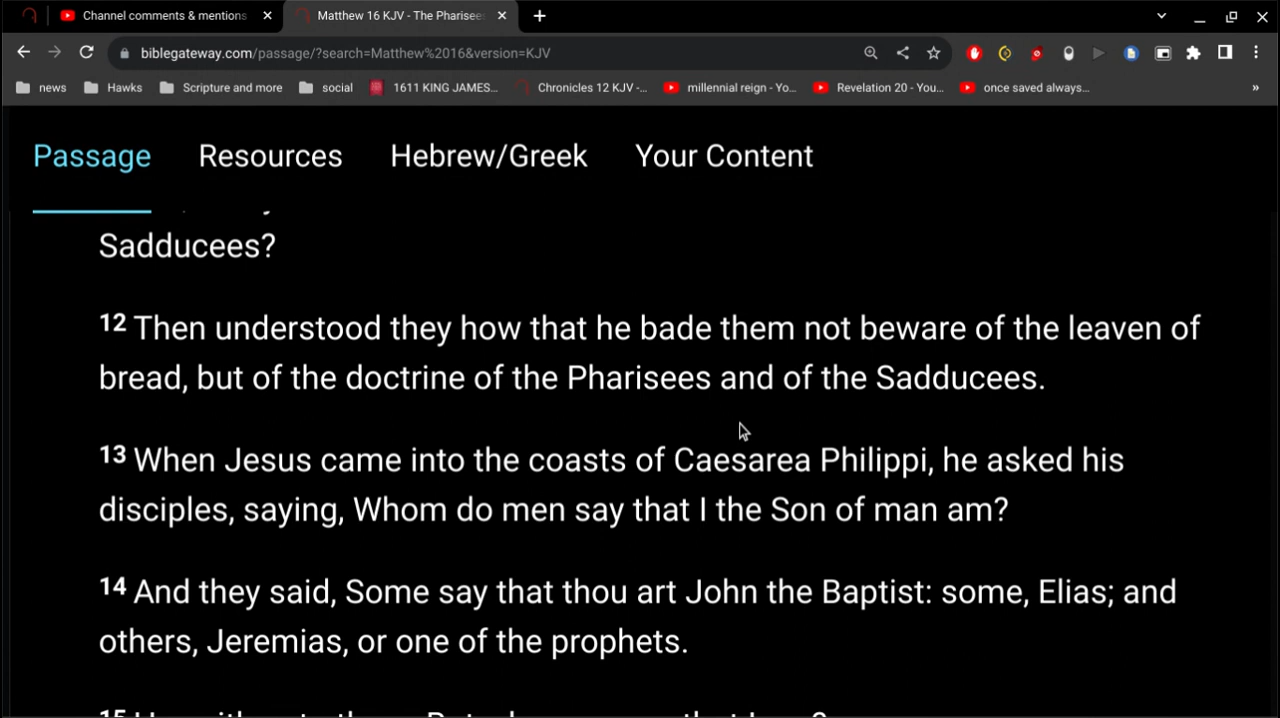 Channel comments & mentions
Matthew 16 KJV - The Pharisee
biblegateway.com/passage/?search=Matthew%2016&version=KJV
news Hawks Scripture and more social 1611 KING JAMES... Chronicles 12 KJV -... millennial reign - Yo... Revelation 20 - You... once saved always... »
Passage Resources Hebrew/Greek Your Content
Sadducees?
12 Then understood they how that he bade them not beware of the leaven of
bread, but of the doctrine of the Pharisees and of the Sadducees.
13 When Jesus came into the coasts of Caesarea Philippi, he asked his
disciples, saying, Whom do men say that I the Son of man am?
14 And they said, Some say that thou art John the Baptist: some, Elias; and
others, Jeremias, or one of the prophets.
15